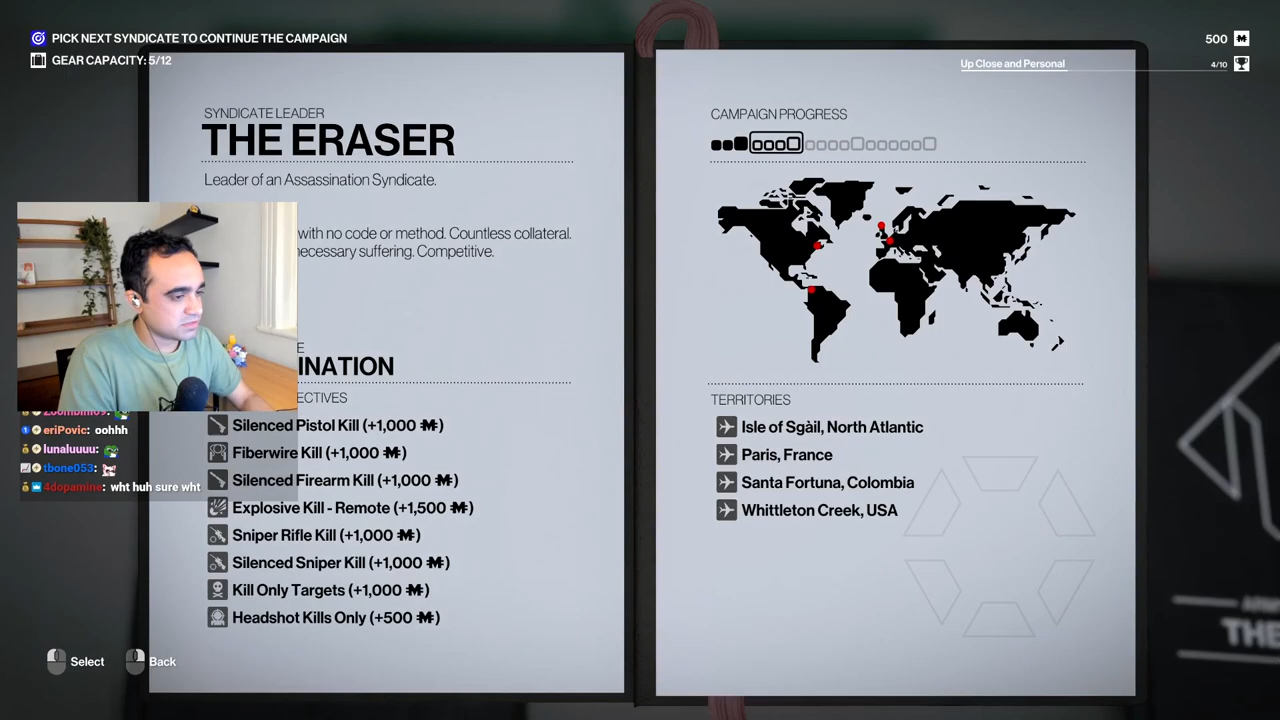 PICK NEXT SYNDICATE TO CONTINUE THE CAMPAIGN
GEAR CAPACITY: 5/12
500
Up Close and Personal
4/10
SYNDICATE LEADER
THE ERASER
Leader of an Assassination Syndicate.
with no code or method. Countless collateral.
necessary suffering. Competitive.
INATION
ECTIVES
Silenced Pistol Kill (+1,000
Fiberwire Kill (+1,000
Silenced Firearm Kill (+1,000
Explosive Kill - Remote (+1,500
Sniper Rifle Kill (+1,000
Silenced Sniper Kill (+1,000
Kill Only Targets (+1,000
Headshot Kills Only (+500
eriPovic: oohhh
lunaluuuu:
tbone053:
4dopamine: wht huh sure wht
Select
Back
CAMPAIGN PROGRESS
TERRITORIES
Isle of Sgàil, North Atlantic
Paris, France
Santa Fortuna, Colombia
Whittleton Creek, USA
THE